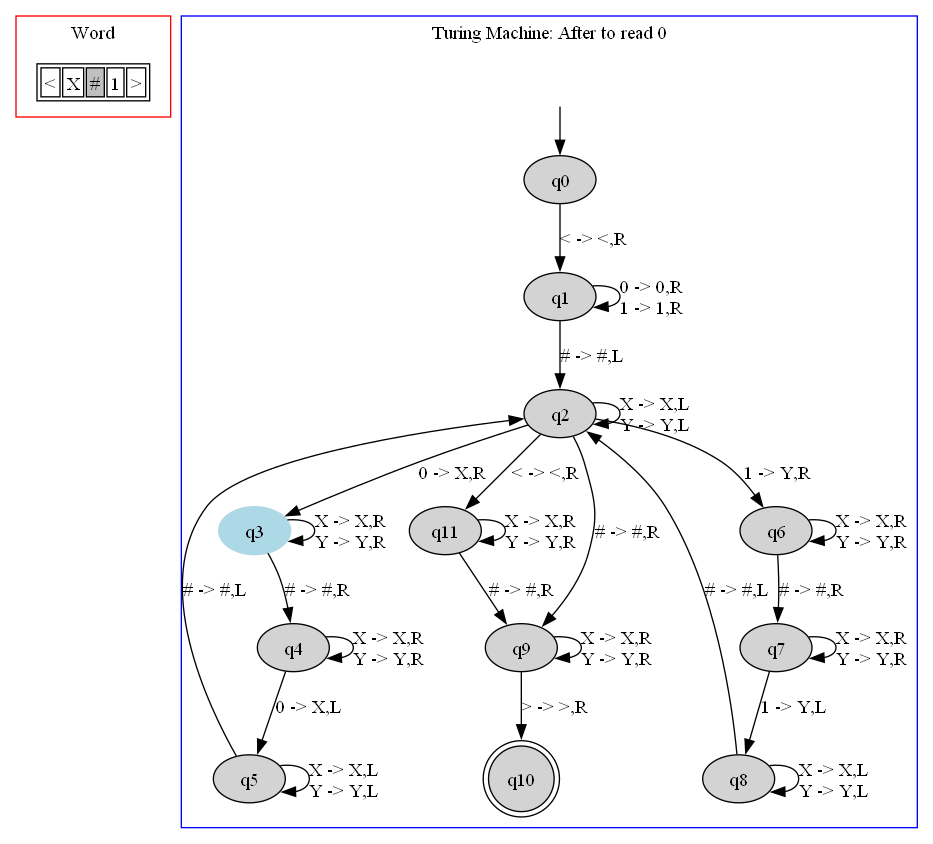 Word
< X # 1 >
Turing Machine: After to read 0
q0
< -> <,R
q1
0 -> 0,R
1 -> 1,R
# -> #,L
q2
X -> X,L
Y -> Y,L
0 -> X,R
< -> <,R
1 -> Y,R
q3
X -> X,R
Y -> Y,R
q11
X -> X,R
Y -> Y,R
# -> #,R
q6
X -> X,R
Y -> Y,R
# -> #,L
# -> #,R
# -> #,R
# -> #,L
# -> #,R
q4
X -> X,R
Y -> Y,R
q9
X -> X,R
Y -> Y,R
q7
X -> X,R
Y -> Y,R
0 -> X,L
> -> >,R
1 -> Y,L
q5
X -> X,L
Y -> Y,L
q10
q8
X -> X,L
Y -> Y,L